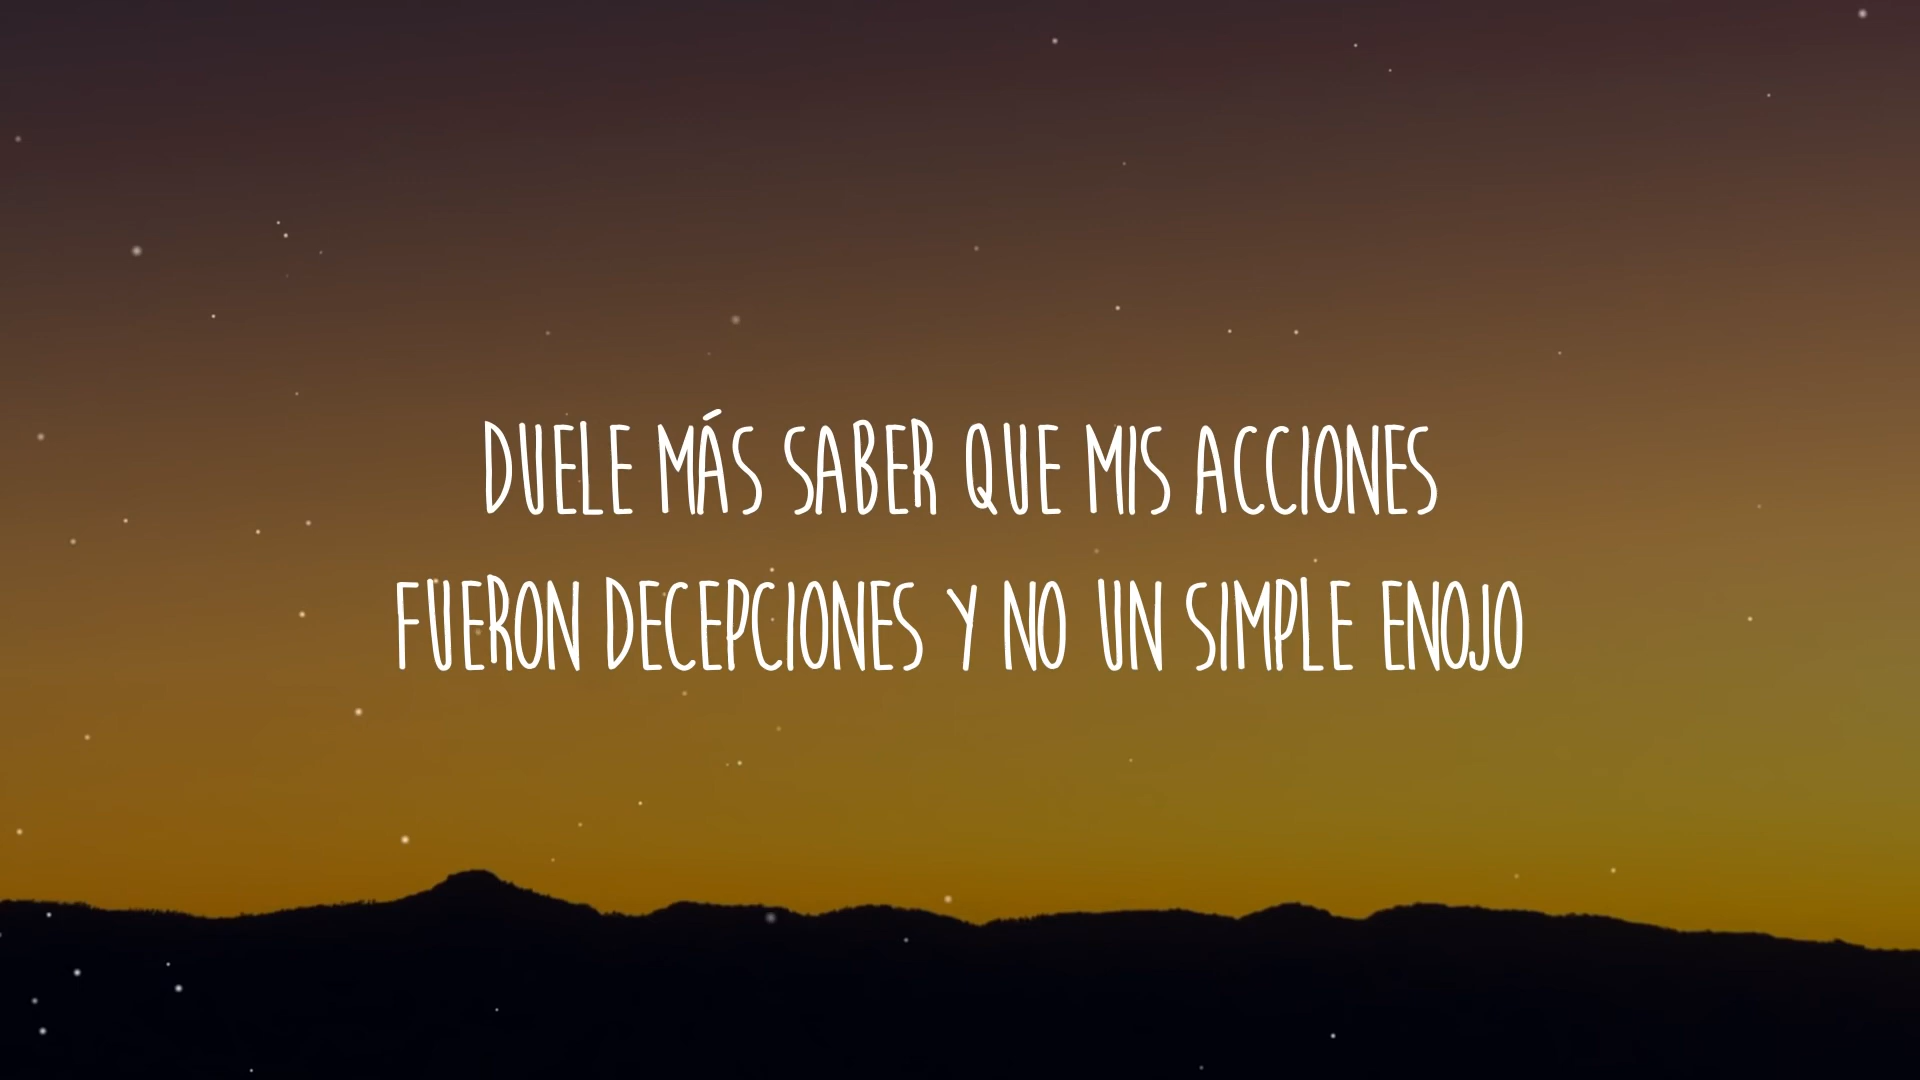 DUELE MÁS SABER QUE MIS ACCIONES
FUERON DECEPCIONES Y NO UN SIMPLE ENOJO